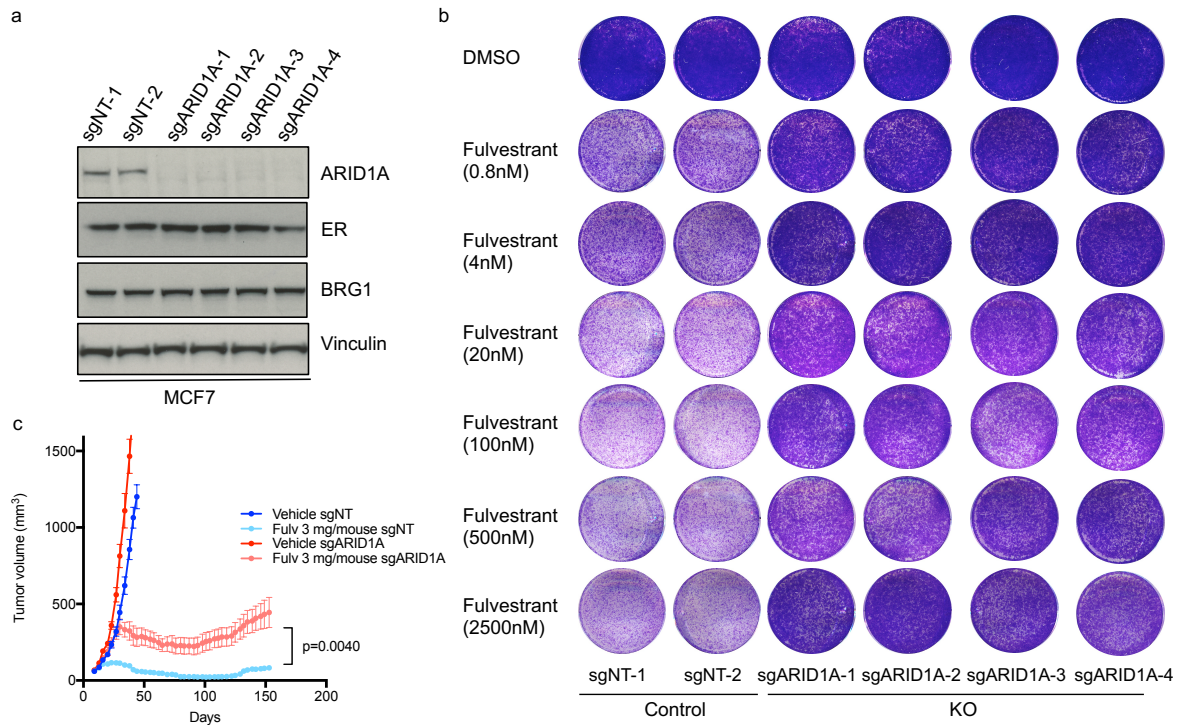 a
sgNT-1
sgNT-2
sgARID1A-1
sgARID1A-2
sgARID1A-3
sgARID1A-4
ARID1A
ER
BRG1
Vinculin
MCF7
b
DMSO
Fulvestrant
(0.8nM)
Fulvestrant
(4nM)
Fulvestrant
(20nM)
Fulvestrant
(100nM)
Fulvestrant
(500nM)
Fulvestrant
(2500nM)
sgNT-1 sgNT-2 sgARID1A-1 sgARID1A-2 sgARID1A-3 sgARID1A-4
Control KO
c
Tumor volume (mm³)
1500
1000
500
0
0 50 100 150 200
Days
Vehicle sgNT
Fulv 3 mg/mouse sgNT
Vehicle sgARID1A
Fulv 3 mg/mouse sgARID1A
p=0.0040